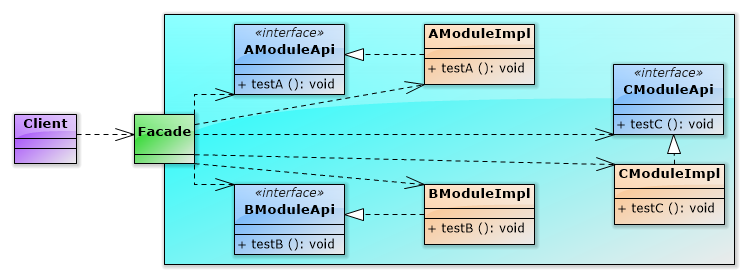 «interface»
AModuleApi
+ testA (): void
AModuleImpl
+ testA (): void
«interface»
CModuleApi
+ testC (): void
Client
Facade
«interface»
BModuleApi
+ testB (): void
BModuleImpl
+ testB (): void
CModuleImpl
+ testC (): void